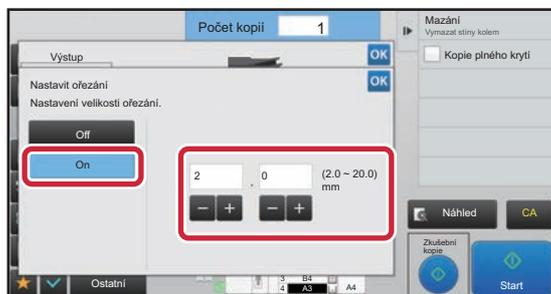 Počet kopií 1
Mazání
Vymazat stíny kolem
Výstup
OK
Kopie plného krytí
Nastavit ořezání
OK
Nastavení velikosti ořezání.
Off
On
2 . 0 (2.0 ~ 20.0)
mm
− + − +
Náhled
CA
Zkušební
kopie
Start
Ostatní
3 B4
4 A3 A4